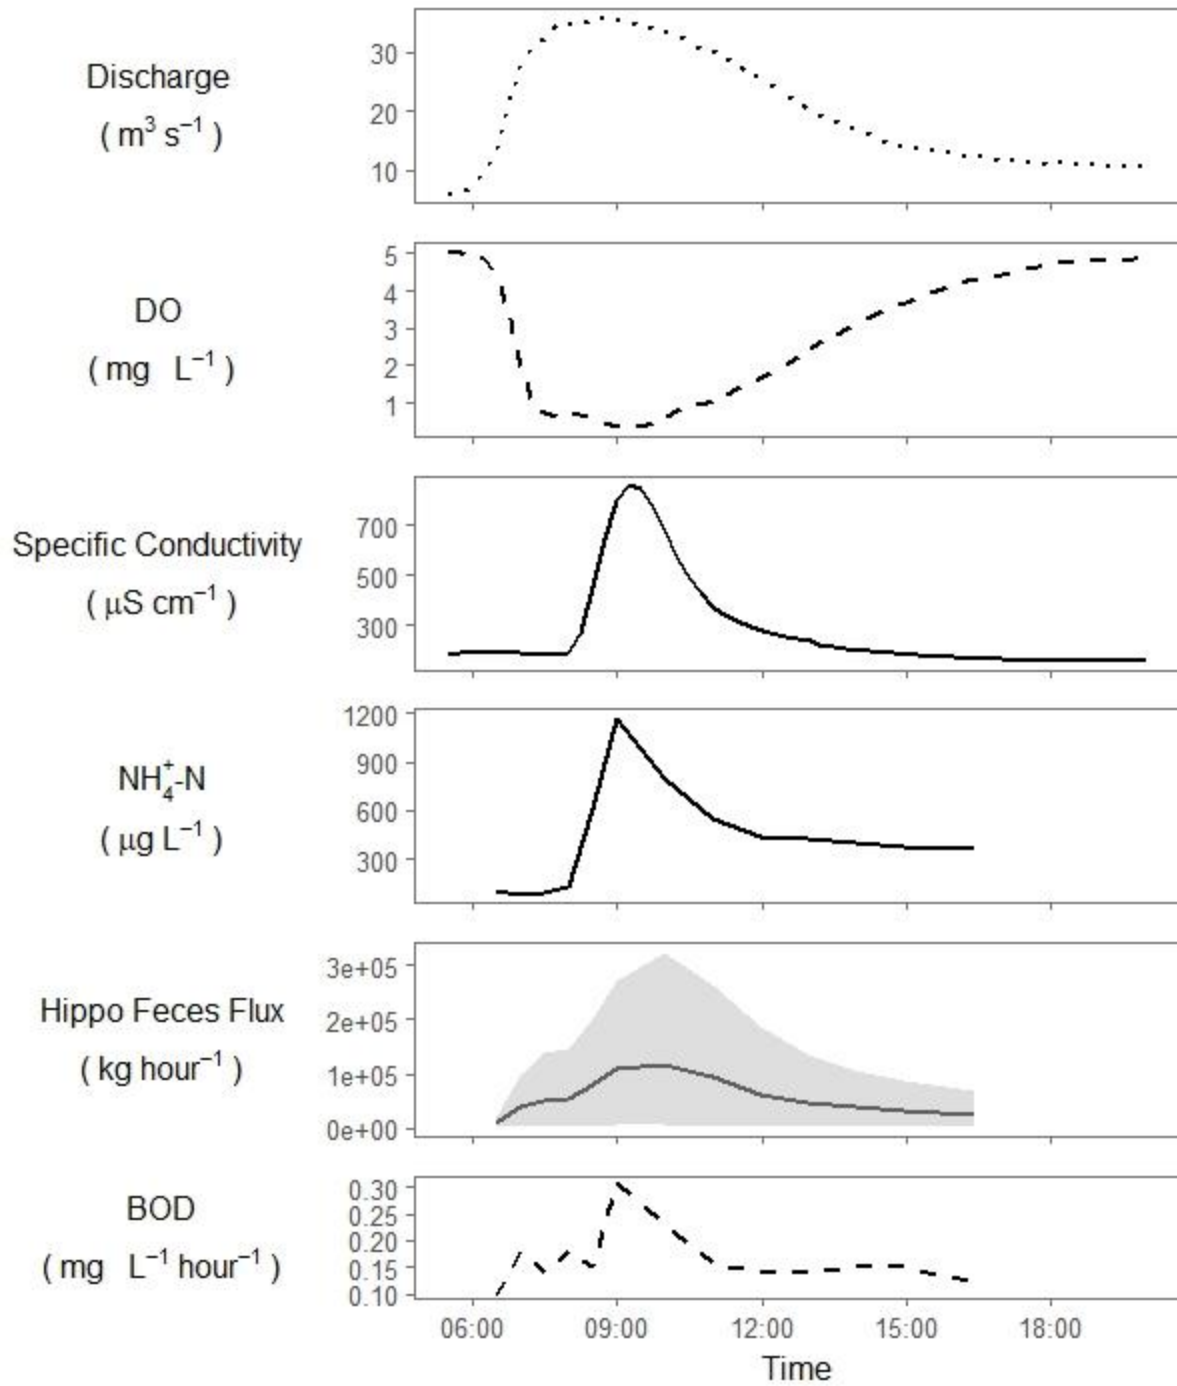 Discharge
( m³ s⁻¹ )
30
20
10
DO
( mg L⁻¹ )
5
4
3
2
1
Specific Conductivity
( µS cm⁻¹ )
700
500
300
NH₄⁺-N
( µg L⁻¹ )
1200
900
600
300
Hippo Feces Flux
( kg hour⁻¹ )
3e+05
2e+05
1e+05
0e+00
BOD
( mg L⁻¹ hour⁻¹ )
0.30
0.25
0.20
0.15
0.10
06:00 09:00 12:00 15:00 18:00
Time